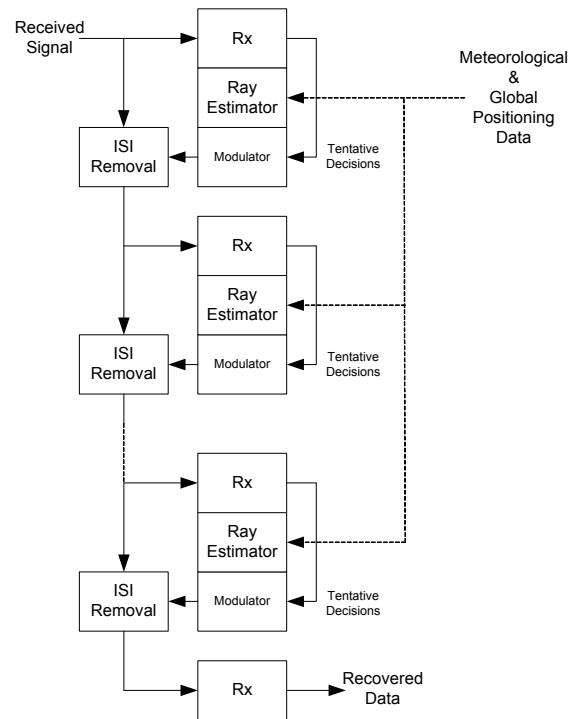 Received
Signal
Rx
Ray
Estimator
Modulator
ISI
Removal
Tentative
Decisions
Meteorological
&
Global
Positioning
Data
Rx
Ray
Estimator
Modulator
ISI
Removal
Tentative
Decisions
Rx
Ray
Estimator
Modulator
ISI
Removal
Tentative
Decisions
Rx
Recovered
Data